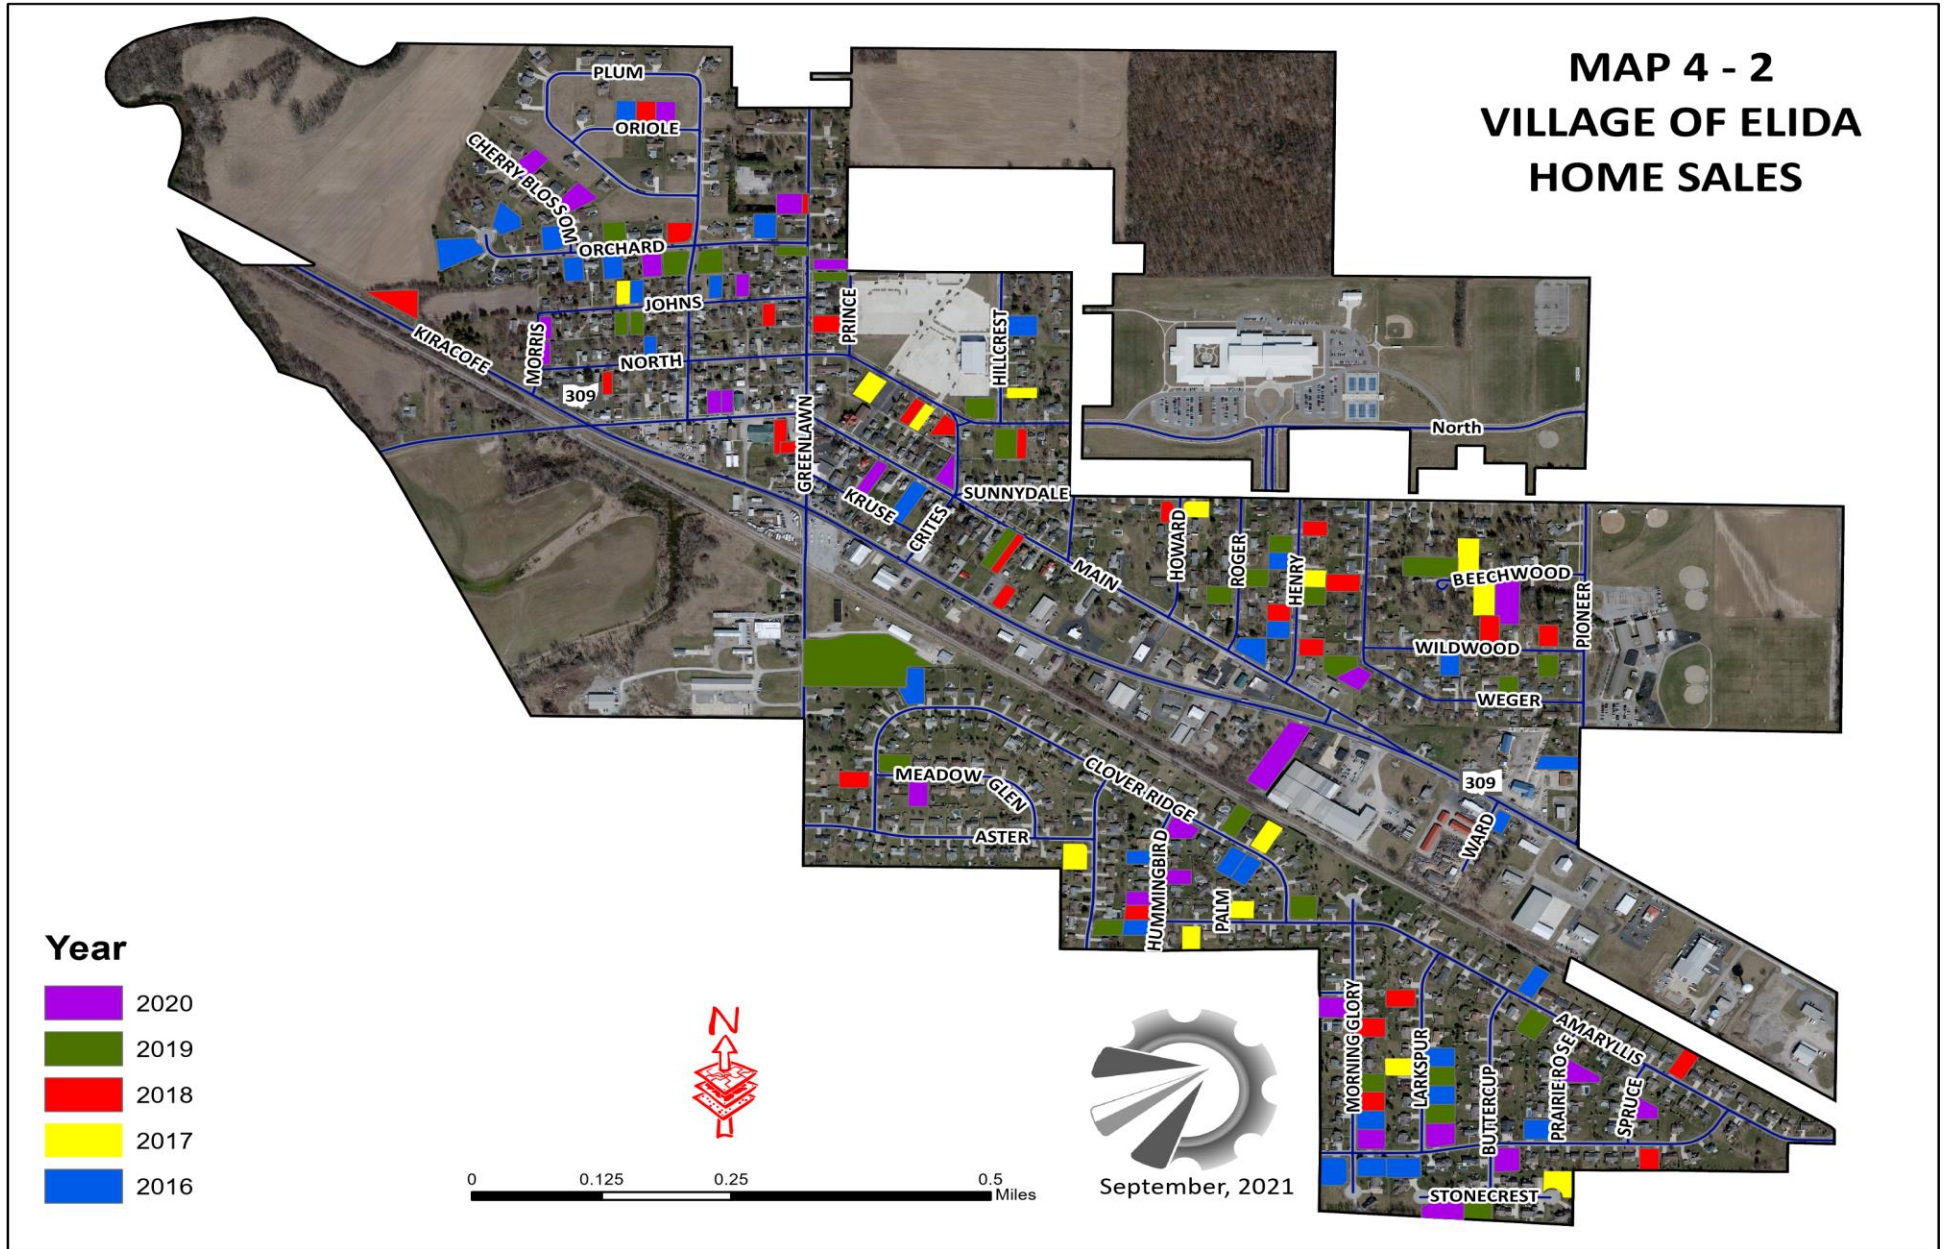 MAP 4 - 2
VILLAGE OF ELIDA
HOME SALES
PLUM
ORIOLE
CHERRY BLOSSOM
ORCHARD
JOHNS
PRINCE
HILLCREST
MORRIS
KIRACOFE
NORTH
309
GREENLAWN
North
KRUSE
CRITES
SUNNYDALE
MAIN
HOWARD
ROGER
HENRY
BEECHWOOD
PIONEER
WILDWOOD
WEGER
MEADOW
GLEN
CLOVER RIDGE
309
ASTER
HUMMINGBIRD
WARD
PALM
MORNING GLORY
LARKSPUR
BUTTERCUP
AMARYLLIS
PRAIRIE ROSE
SPRUCE
STONECREST
Year
2020
2019
2018
2017
2016
N
0 0.125 0.25 0.5
Miles
September, 2021